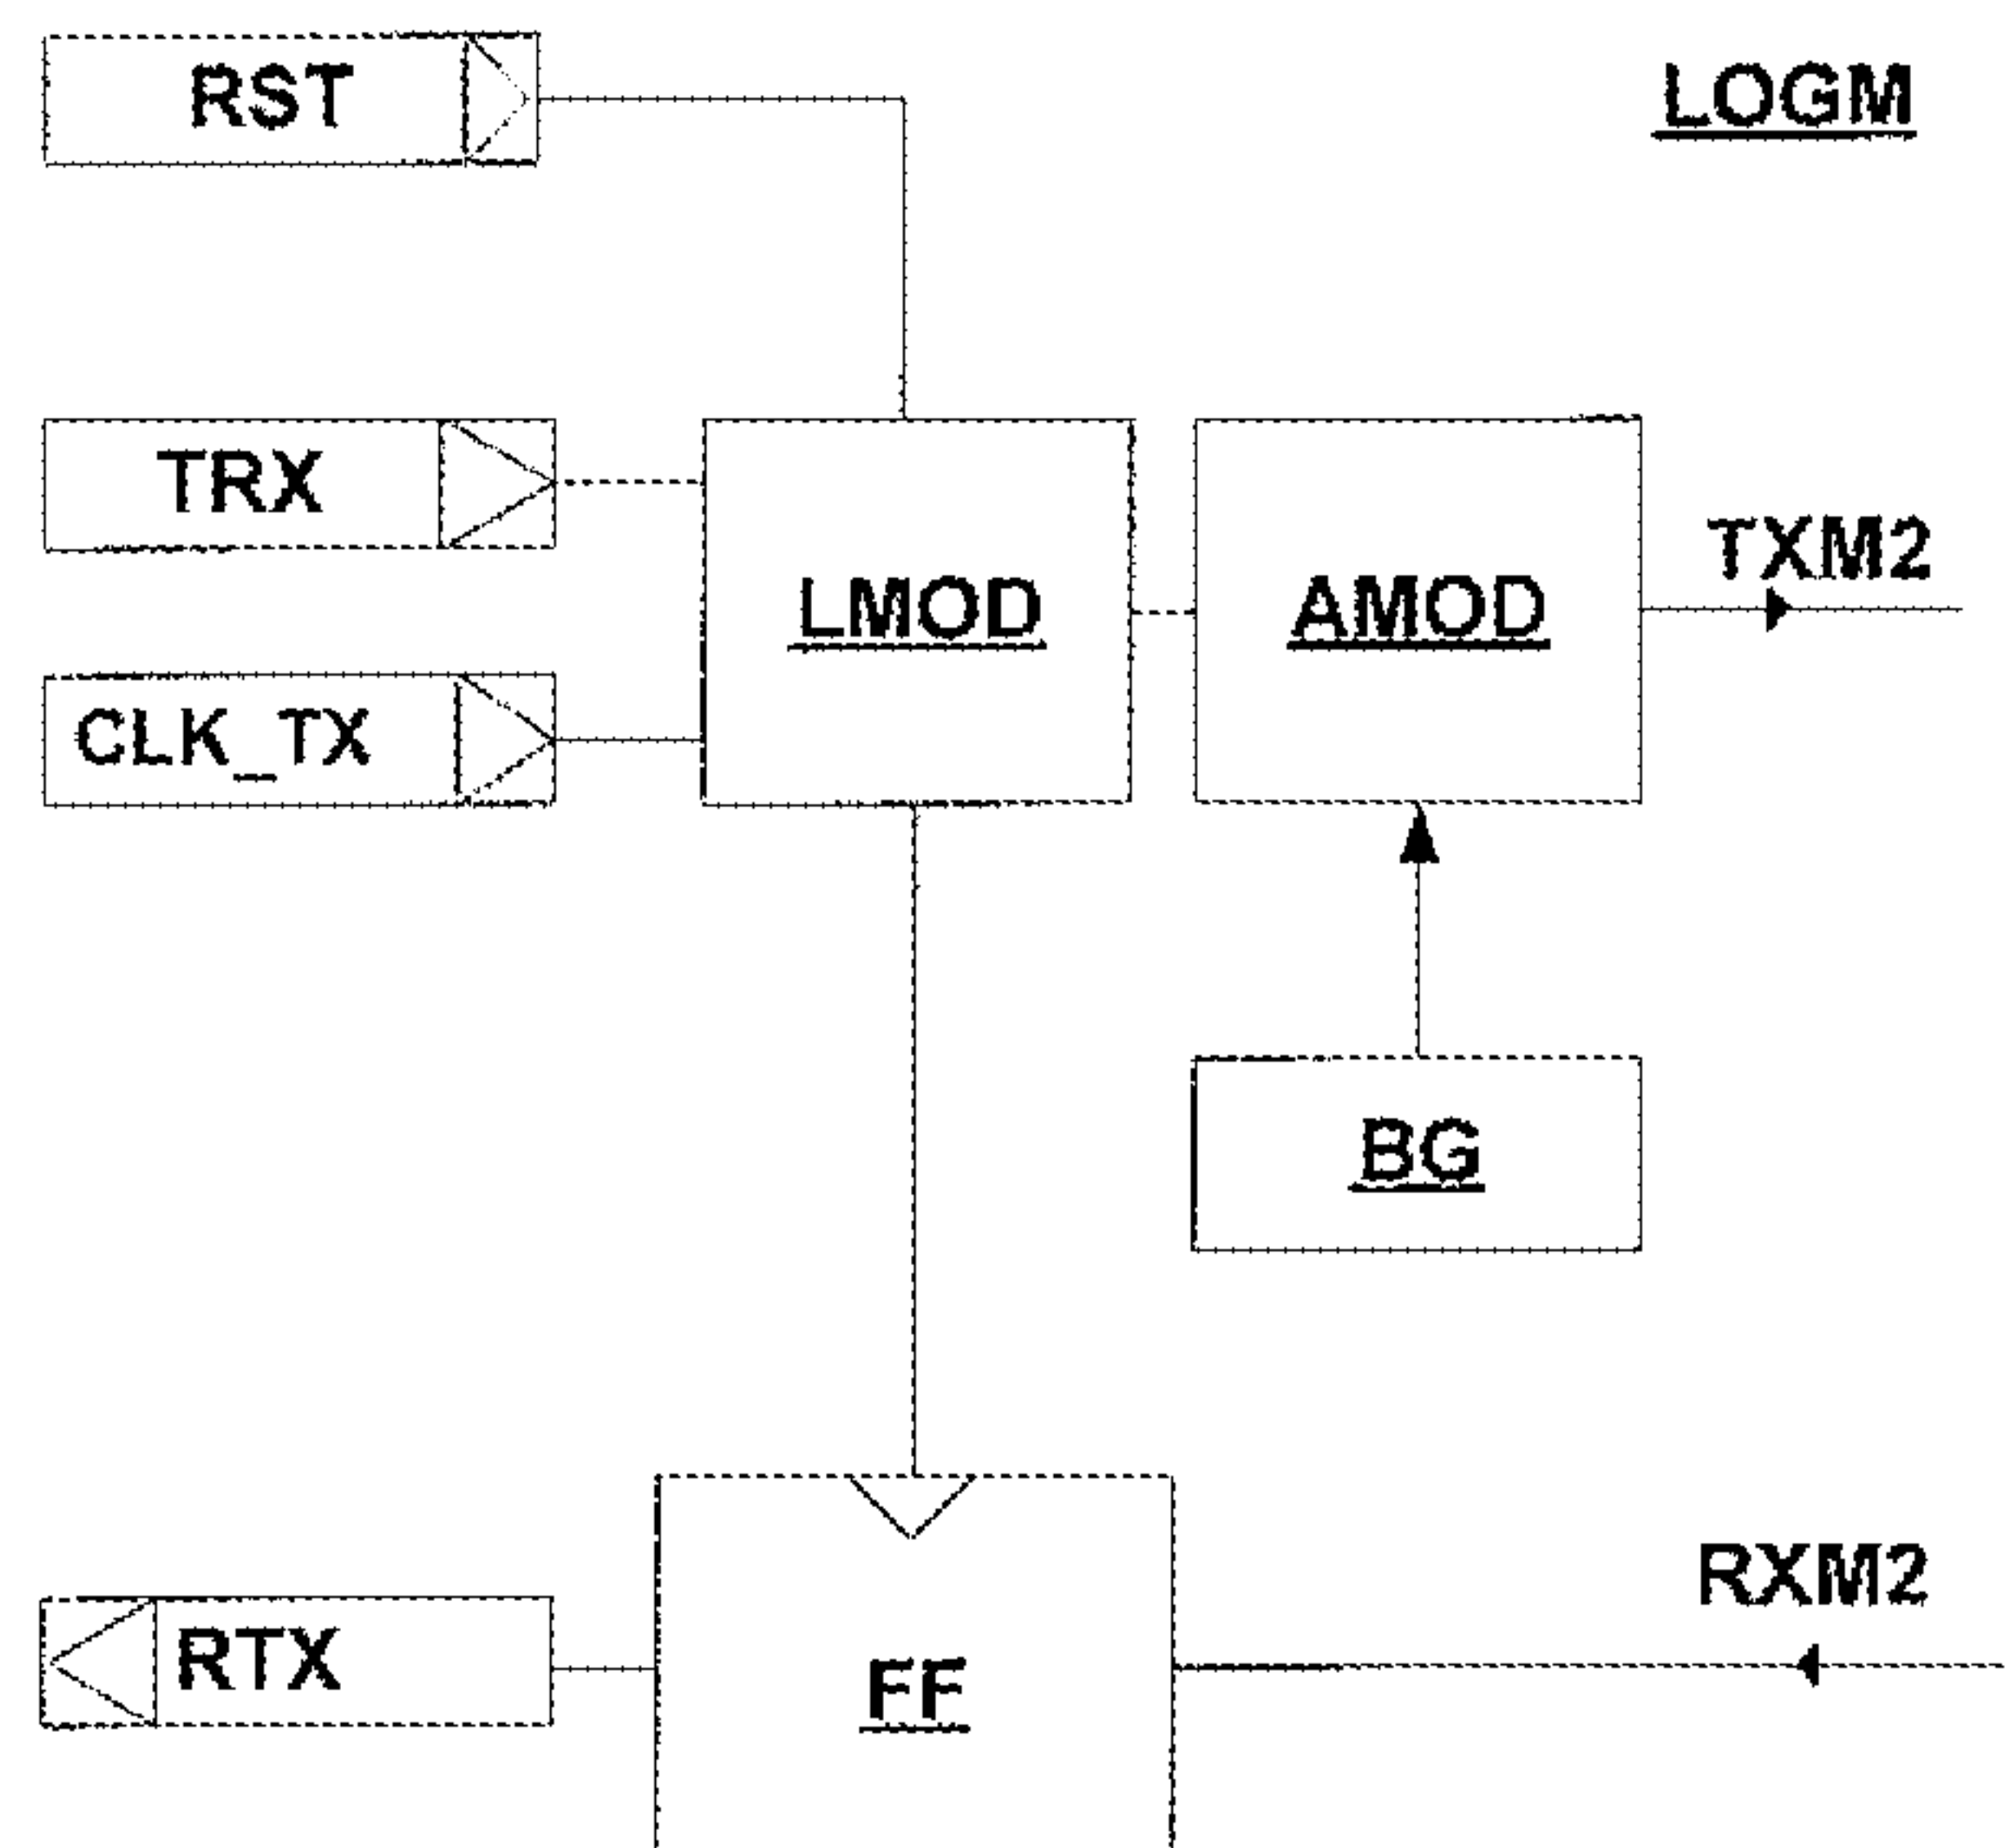 RST
LOGM
TRX
TXM2
LMOD
AMOD
CLK_TX
BG
RXM2
RTX
FF